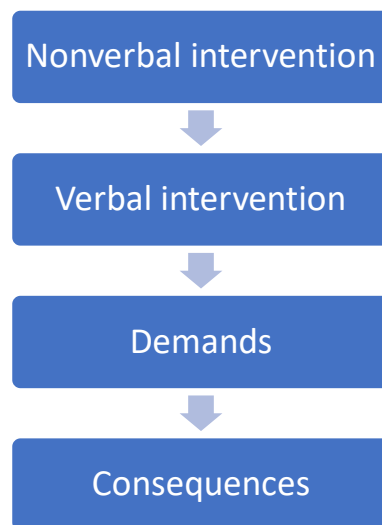 Nonverbal intervention
Verbal intervention
Demands
Consequences